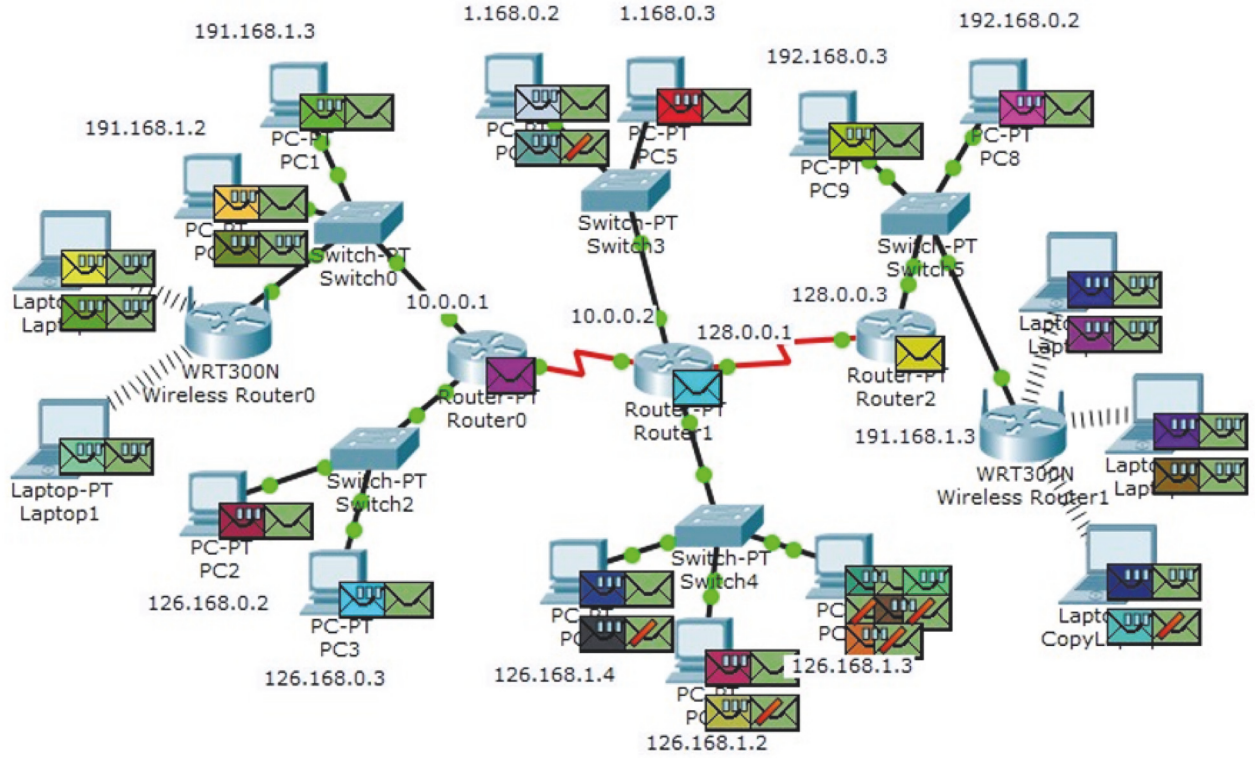 191.168.1.3
1.168.0.2
1.168.0.3
192.168.0.2
192.168.0.3
191.168.1.2
PC1
PC-PT
PC5
PC-PT
PC8
PC-PT
PC9
Switch-PT
Switch0
Switch-PT
Switch3
Switch-PT
Switch5
10.0.0.1
10.0.0.2
128.0.0.1
128.0.0.3
WRT300N
Wireless Router0
Router-PT
Router0
Router-PT
Router1
Router-PT
Router2
191.168.1.3
WRT300N
Wireless Router1
Laptop-PT
Laptop1
Switch-PT
Switch2
PC-PT
PC2
126.168.0.2
PC-PT
PC3
126.168.0.3
Switch-PT
Switch4
126.168.1.4
126.168.1.3
126.168.1.2